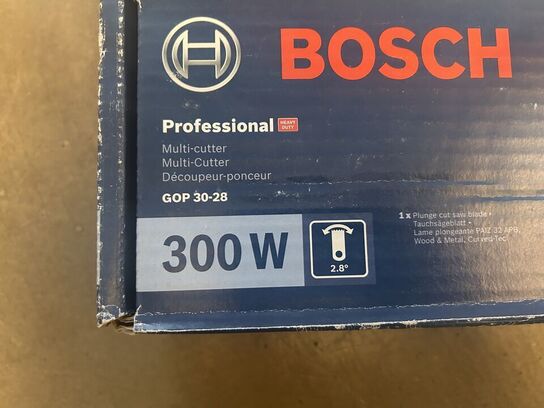 BOSCH
Professional HEAVY DUTY
Multi-cutter
Multi-Cutter
Découpeur-ponceur
GOP 30-28
300 W
2.8°
1 x Plunge cut saw blade •
Tauchsägeblatt •
Lame plongeante PAIZ 32 APB,
Wood & Metal, Curved-Tec